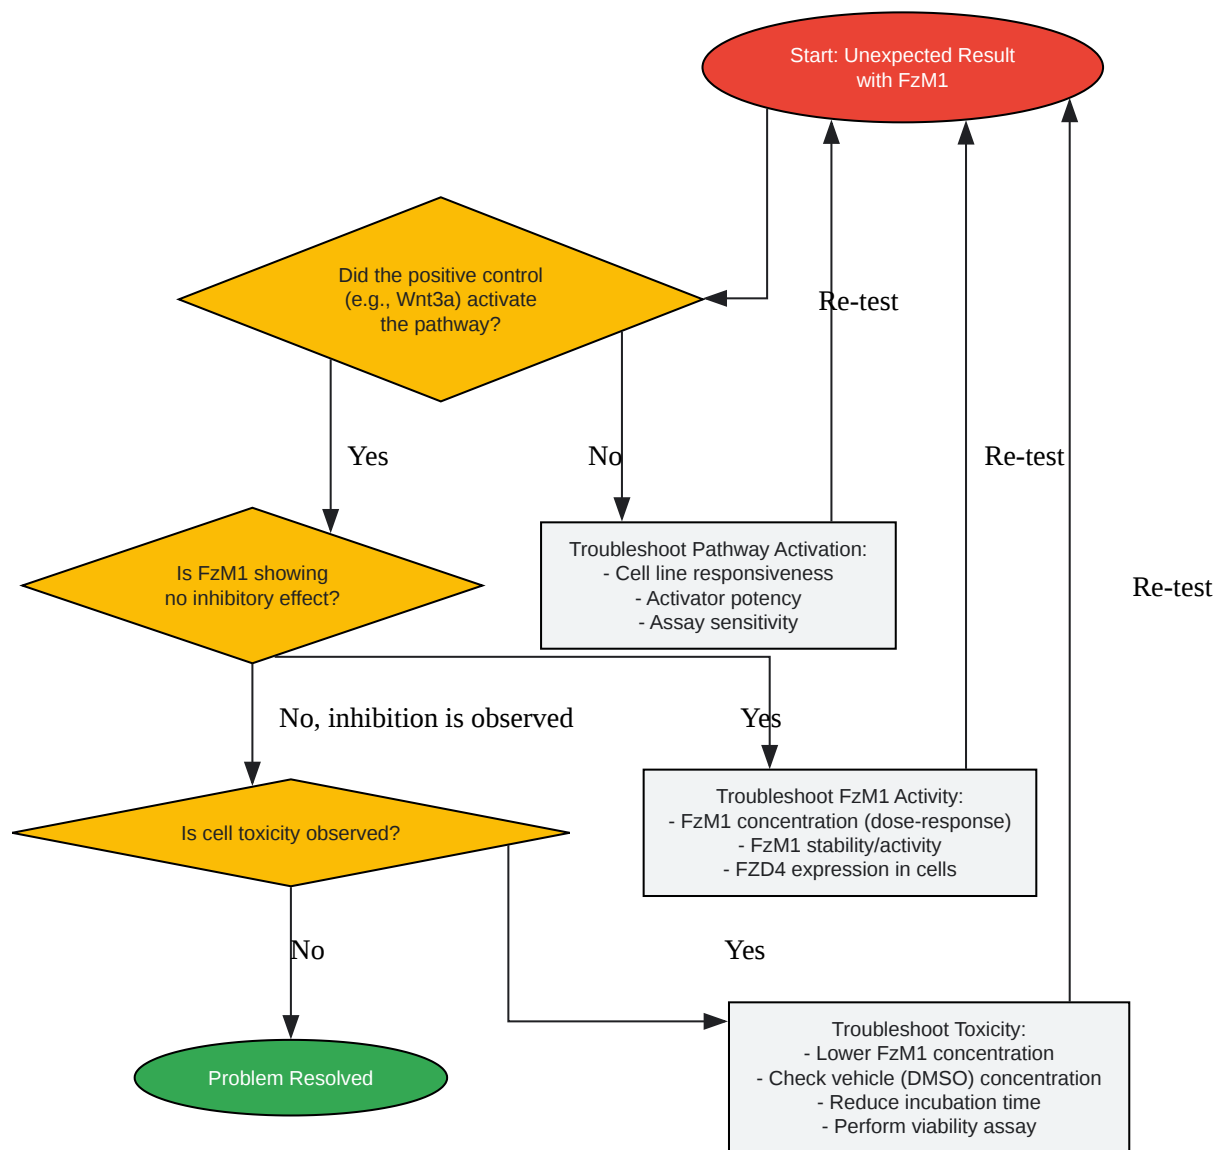 Start: Unexpected Result
with FzM1
Did the positive control
(e.g., Wnt3a) activate
the pathway?
Re-test
Yes
No
Re-test
Is FzM1 showing
no inhibitory effect?
Troubleshoot Pathway Activation:
- Cell line responsiveness
- Activator potency
- Assay sensitivity
Re-test
No, inhibition is observed
Yes
Is cell toxicity observed?
Troubleshoot FzM1 Activity:
- FzM1 concentration (dose-response)
- FzM1 stability/activity
- FZD4 expression in cells
No
Yes
Problem Resolved
Troubleshoot Toxicity:
- Lower FzM1 concentration
- Check vehicle (DMSO) concentration
- Reduce incubation time
- Perform viability assay